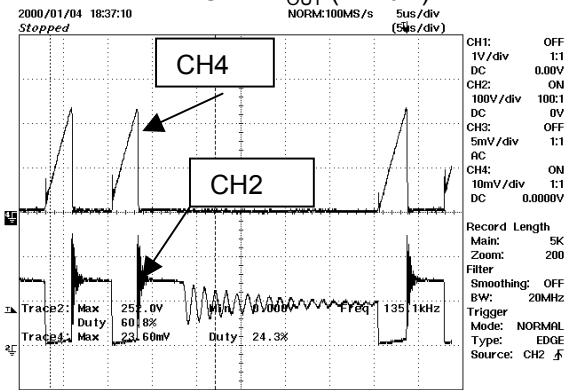 OUT
2000/01/04 18:37:10
NORM:100MS/s 5us/div
Stopped (5us/div)
CH4
CH2
CH1: OFF
1V/div 1:1
DC 0.00V
CH2: ON
100V/div 100:1
DC 0V
CH3: OFF
5mV/div 1:1
AC
CH4: ON
10mV/div 1:1
DC 0.0000V
Record Length
Main: 5K
Zoom: 200
Filter
Smoothing: OFF
BW: 20MHz
Trigger
Mode: NORMAL
Type: EDGE
Source: CH2
Trace2: Max 252.0V Min 0.000V Freq 135.1kHz
Duty 60.8%
Trace4: Max 23.60mV Duty 24.3%